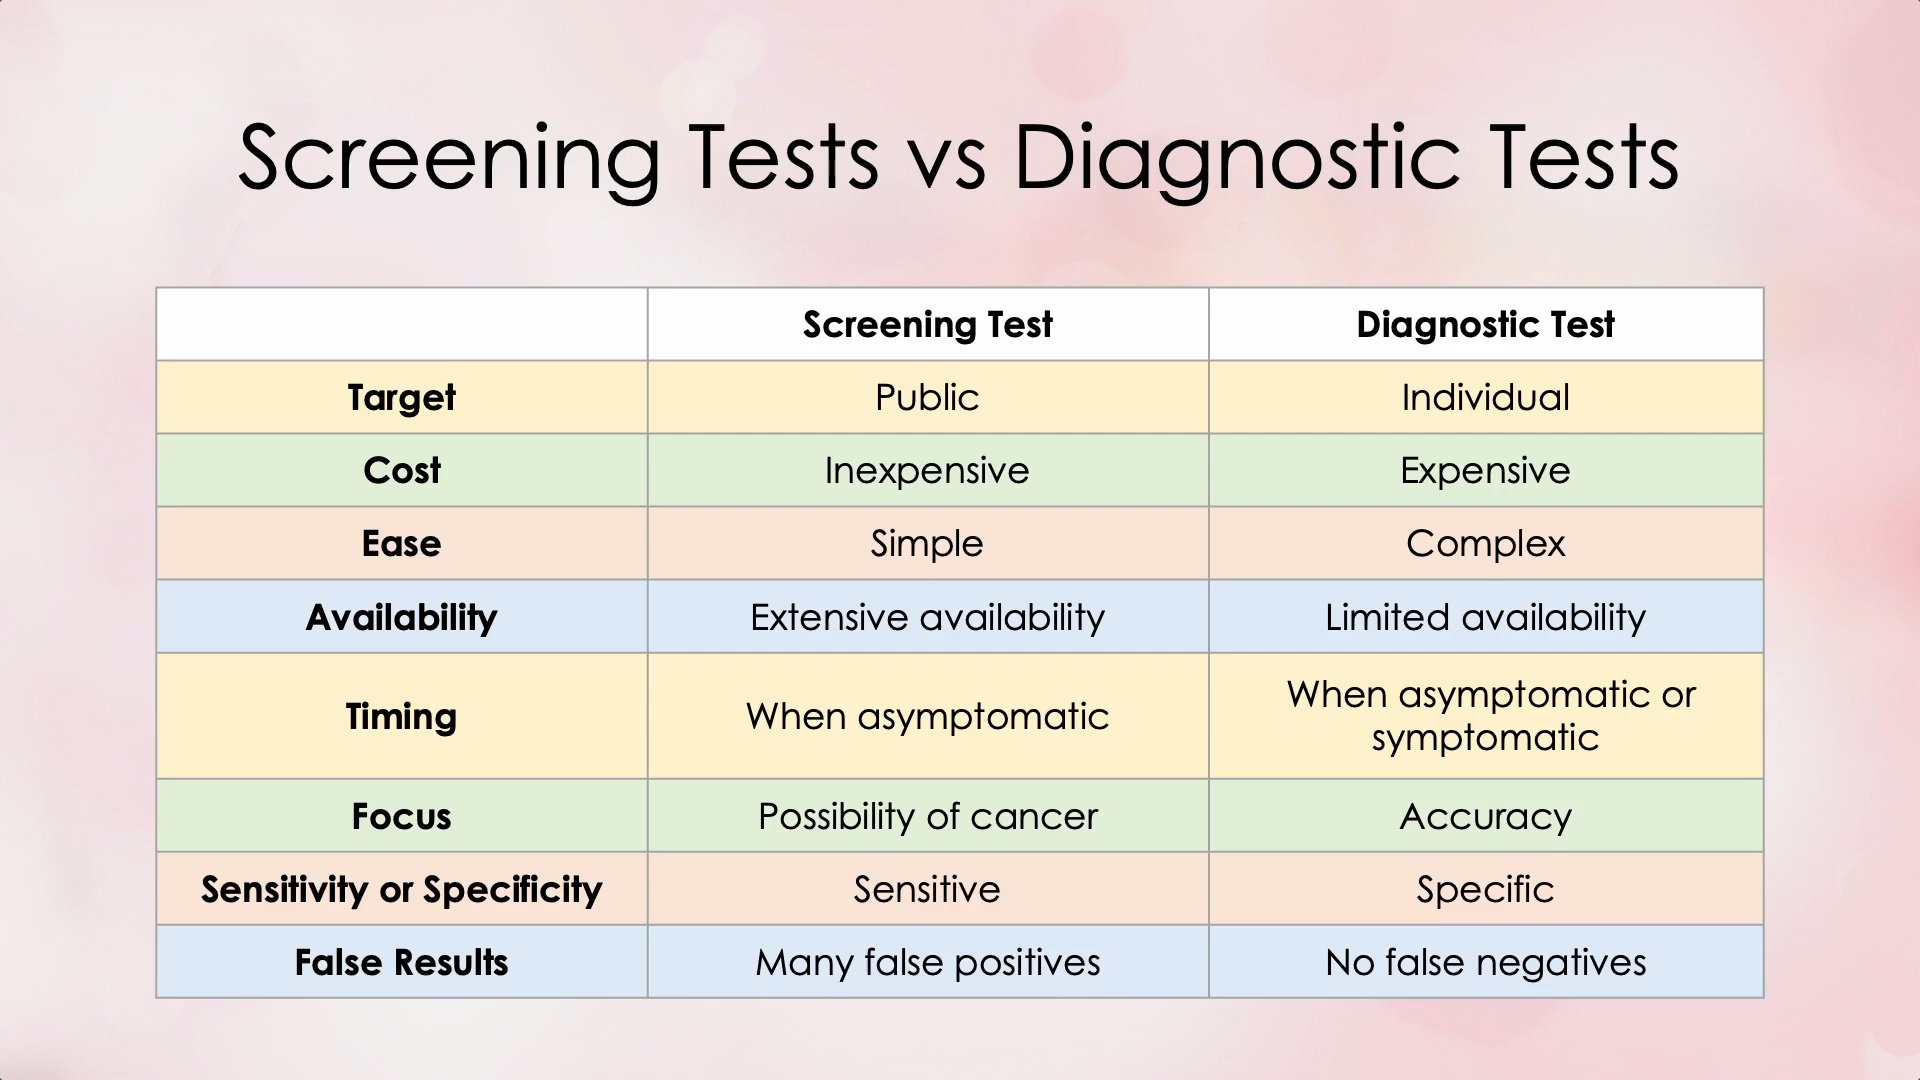 Screening Tests vs Diagnostic Tests
Screening Test Diagnostic Test
Target Public Individual
Cost Inexpensive Expensive
Ease Simple Complex
Availability Extensive availability Limited availability
Timing When asymptomatic When asymptomatic or
symptomatic
Focus Possibility of cancer Accuracy
Sensitivity or Specificity Sensitive Specific
False Results Many false positives No false negatives